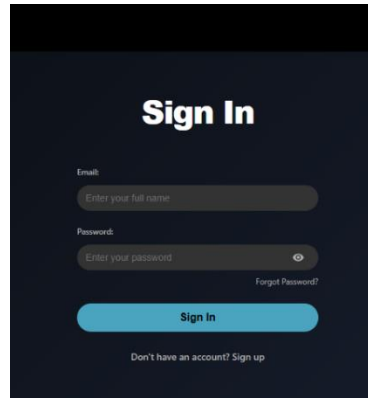 Sign In
Email:
Enter your full name
Password:
Enter your password
Forgot Password?
Sign In
Don't have an account? Sign up